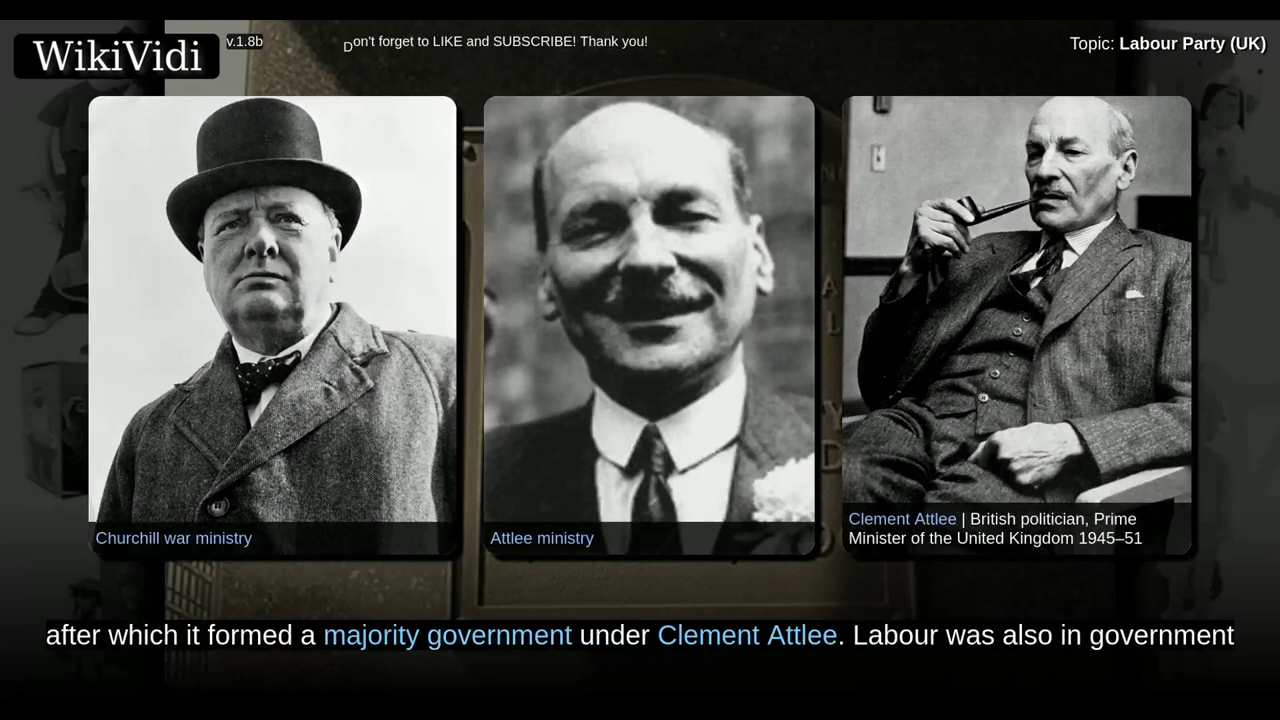 WikiVidi
v.1.8b
Don't forget to LIKE and SUBSCRIBE! Thank you!
Topic: Labour Party (UK)
Churchill war ministry
Attlee ministry
Clement Attlee | British politician, Prime
Minister of the United Kingdom 1945–51
after which it formed a majority government under Clement Attlee. Labour was also in government